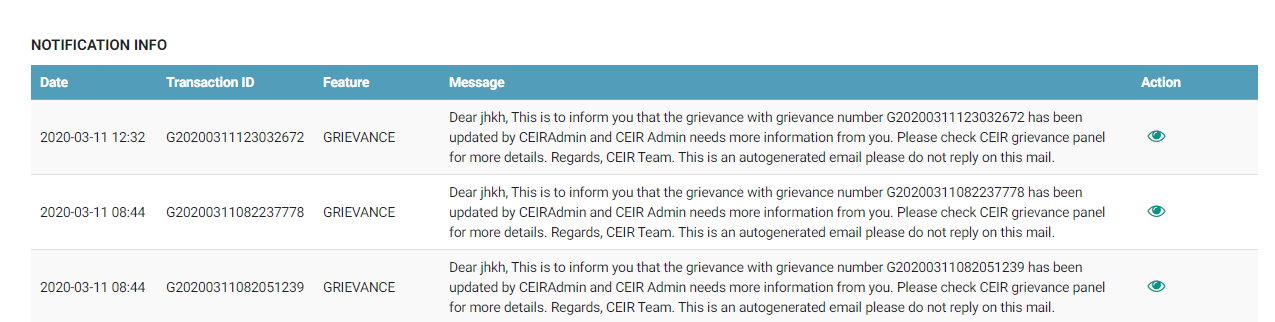 NOTIFICATION INFO
Date Transaction ID Feature Message Action
Dear jhkh, This is to inform you that the grievance with grievance number G20200311123032672 has been
2020-03-11 12:32 G20200311123032672 GRIEVANCE updated by CEIRAdmin and CEIR Admin needs more information from you. Please check CEIR grievance panel
for more details. Regards, CEIR Team. This is an autogenerated email please do not reply on this mail.
Dear jhkh, This is to inform you that the grievance with grievance number G20200311082237778 has been
2020-03-11 08:44 G20200311082237778 GRIEVANCE updated by CEIRAdmin and CEIR Admin needs more information from you. Please check CEIR grievance panel
for more details. Regards, CEIR Team. This is an autogenerated email please do not reply on this mail.
Dear jhkh, This is to inform you that the grievance with grievance number G20200311082051239 has been
2020-03-11 08:44 G20200311082051239 GRIEVANCE updated by CEIRAdmin and CEIR Admin needs more information from you. Please check CEIR grievance panel
for more details. Regards, CEIR Team. This is an autogenerated email please do not reply on this mail.